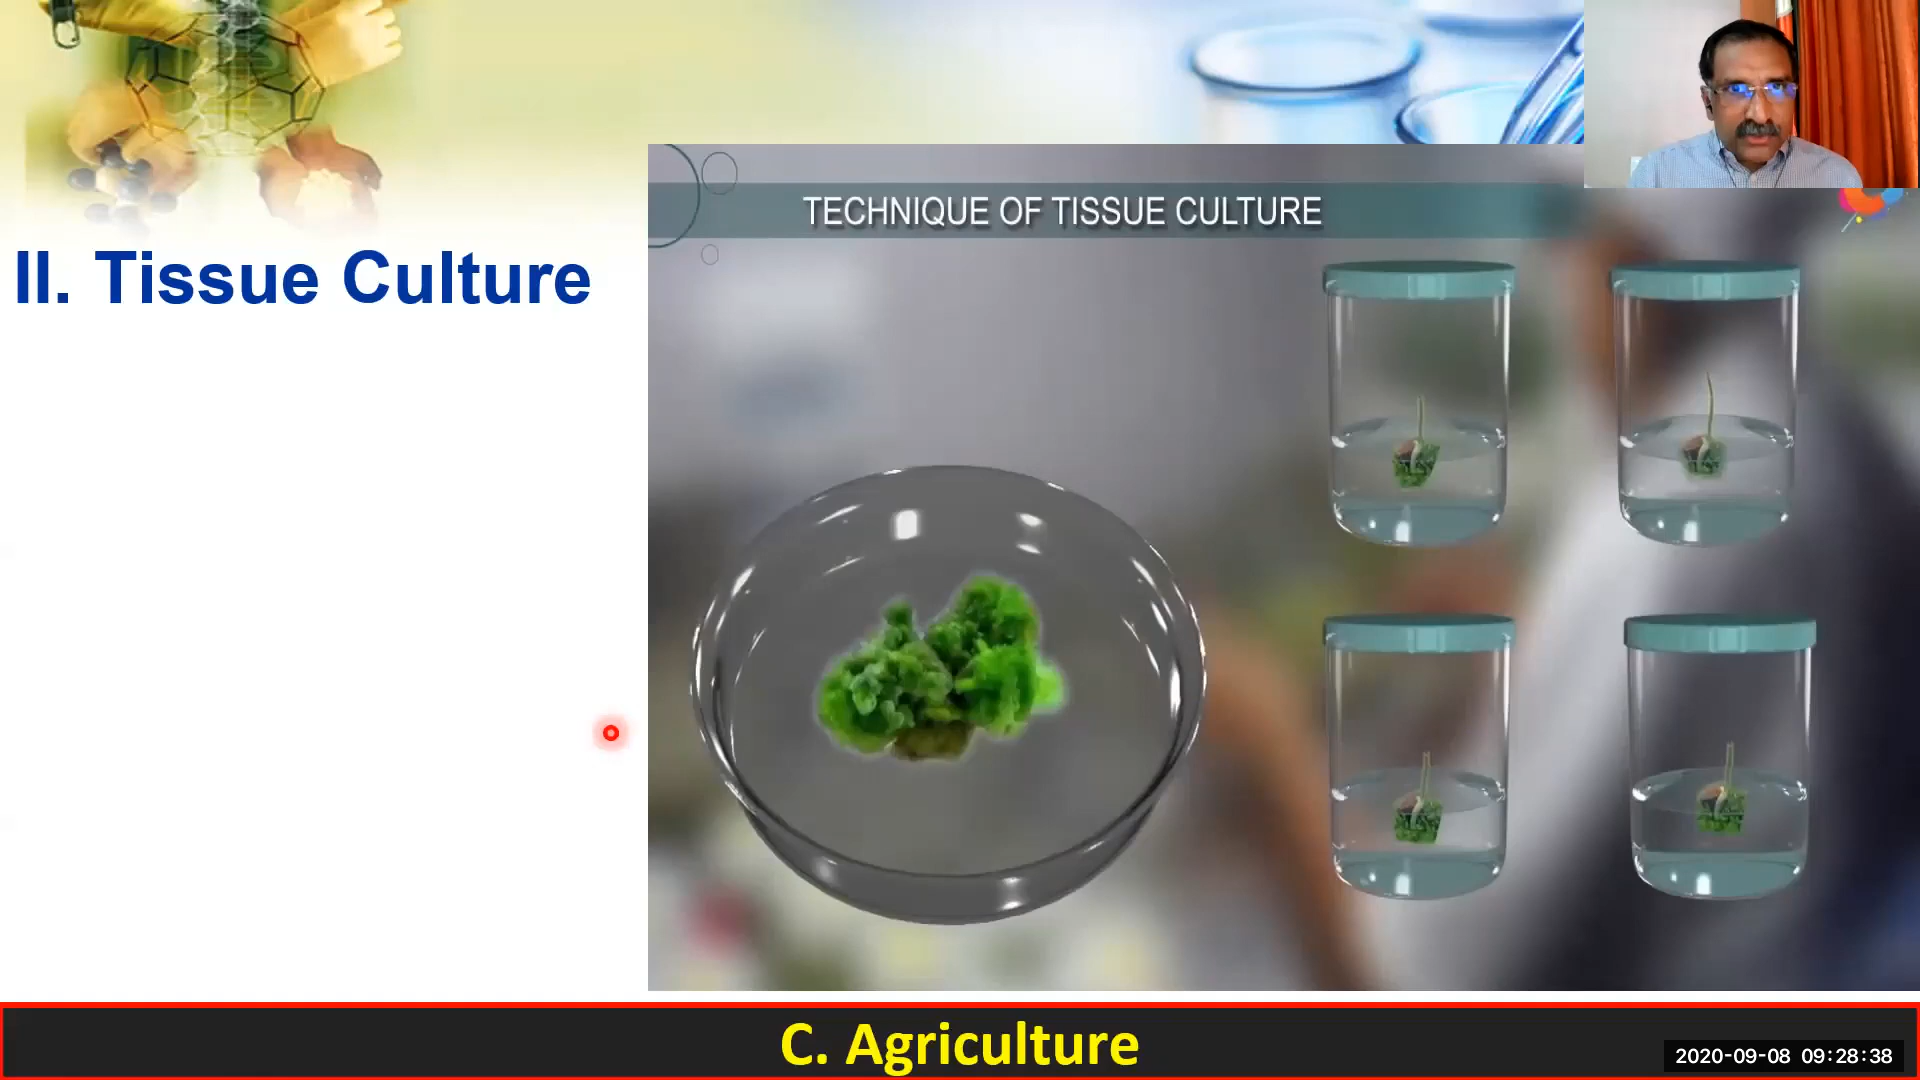 TECHNIQUE OF TISSUE CULTURE
II. Tissue Culture
C. Agriculture
2020-09-08 09:28:38